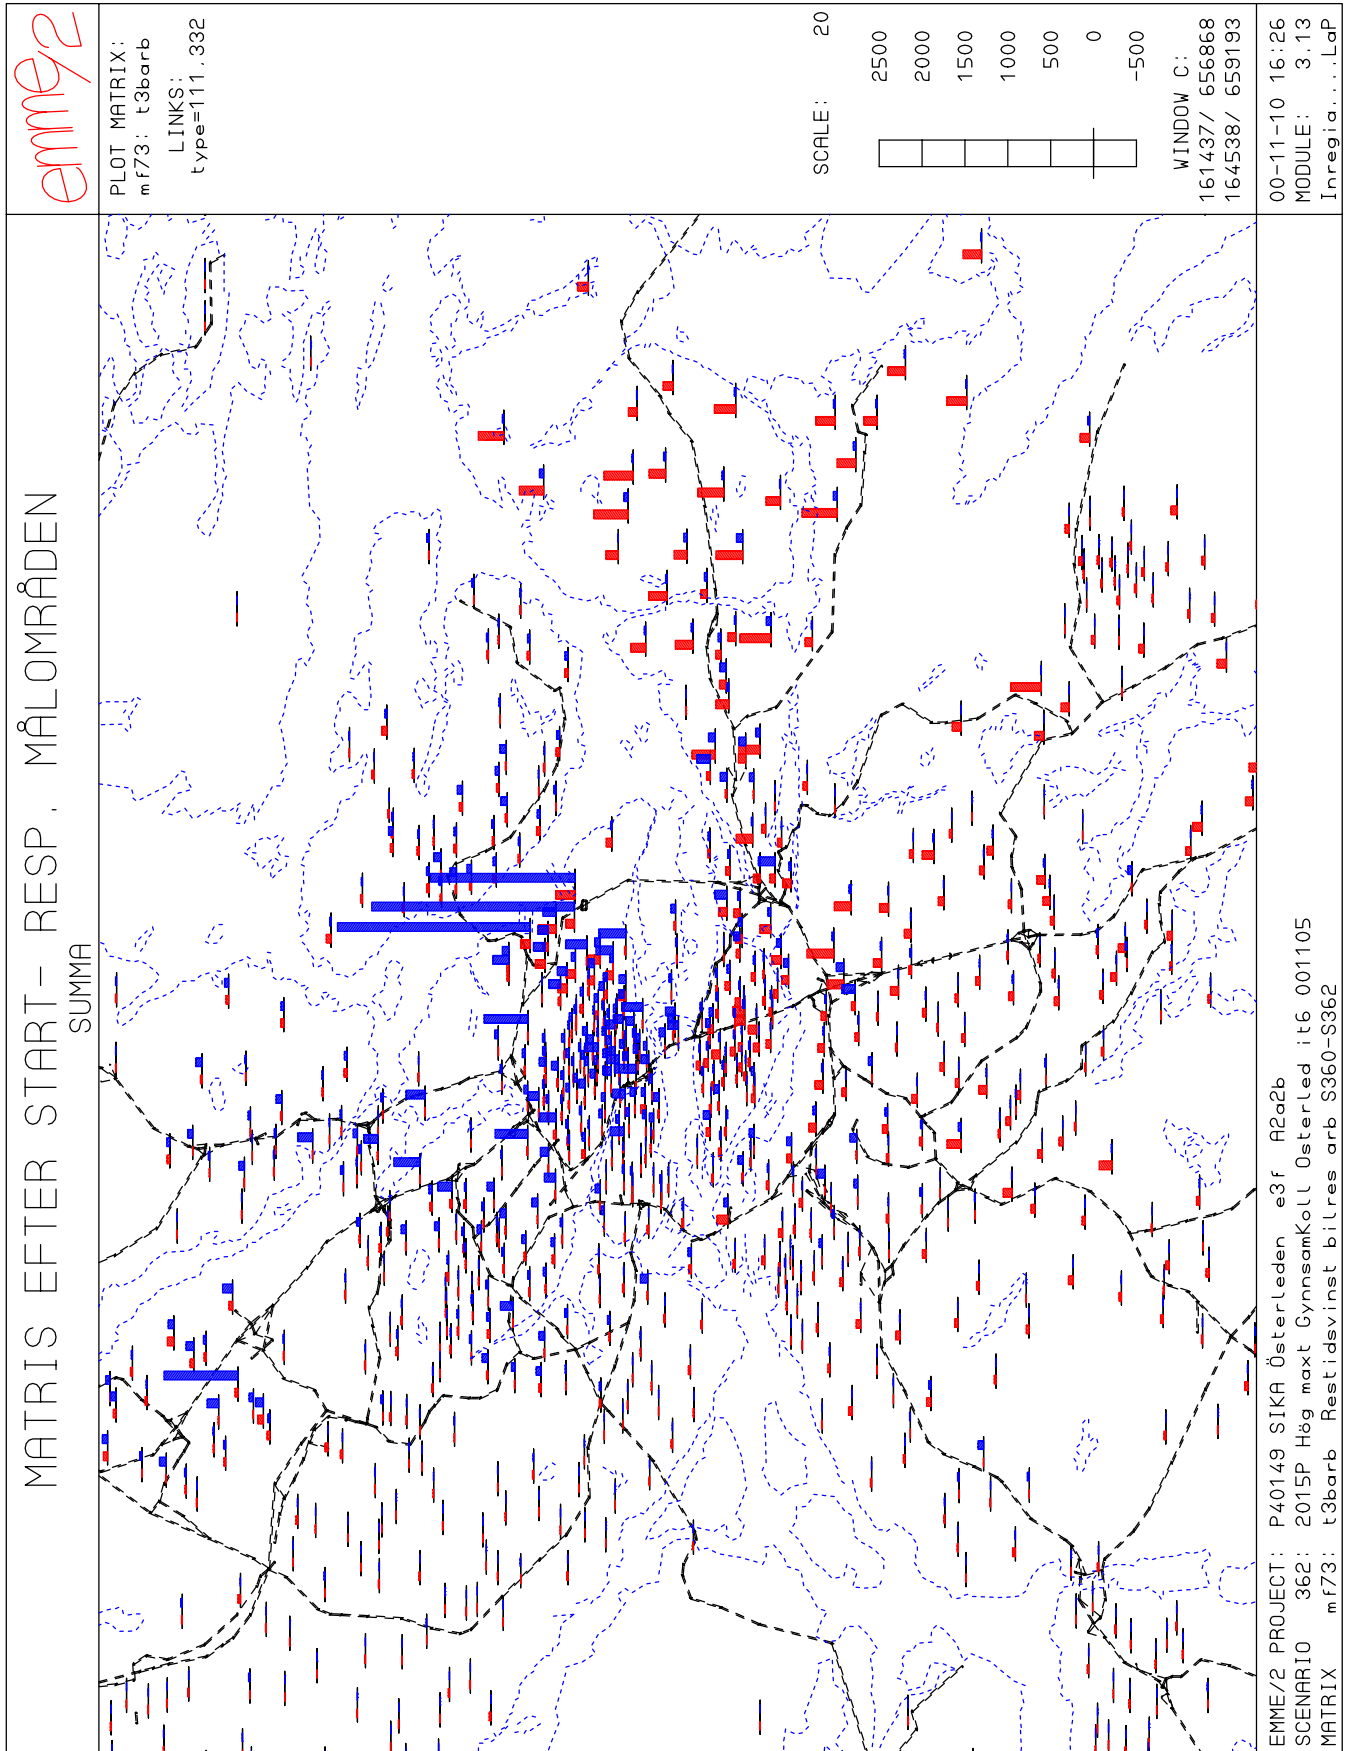 MATRIS EFTER START- RESP. MÅLOMRÅDEN
SUMMA
emme/2
PLOT MATRIX:
mf73: t3barb
LINKS:
type=111,332
SCALE: 20
2500
2000
1500
1000
500
0
-500
WINDOW C:
161437/ 656868
164538/ 659193
EMME/2 PROJECT: P40149 SIKA Österleden e3f A2a2b
SCENARIO 362: 2015P Hög maxt GynnsamKoll Österled it6 001105
MATRIX mf73: t3barb Restidsvinst bilres arb S360-S362
00-11-10 16:26
MODULE: 3.13
Inregia....LaP